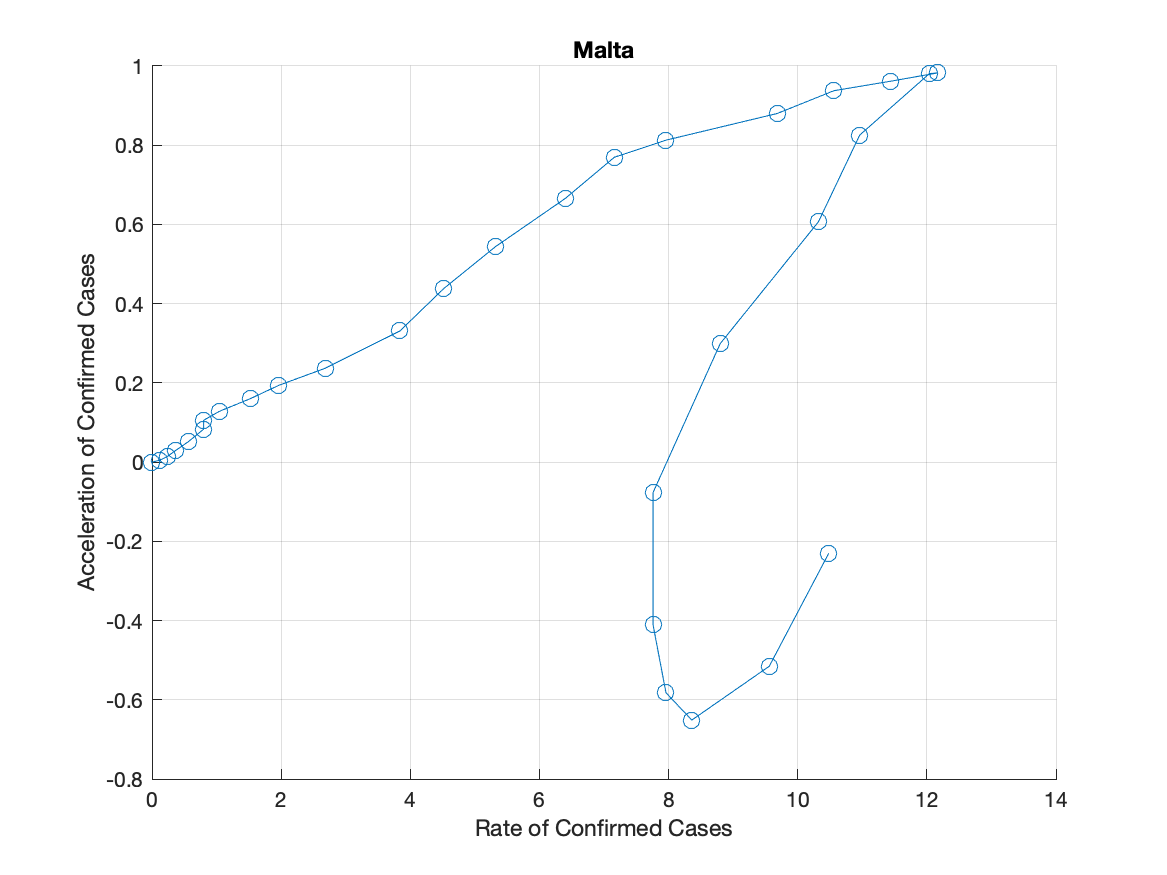 Malta
1
0.8
0.6
0.4
0.2
0
-0.2
-0.4
-0.6
-0.8
Acceleration of Confirmed Cases
0 2 4 6 8 10 12 14
Rate of Confirmed Cases